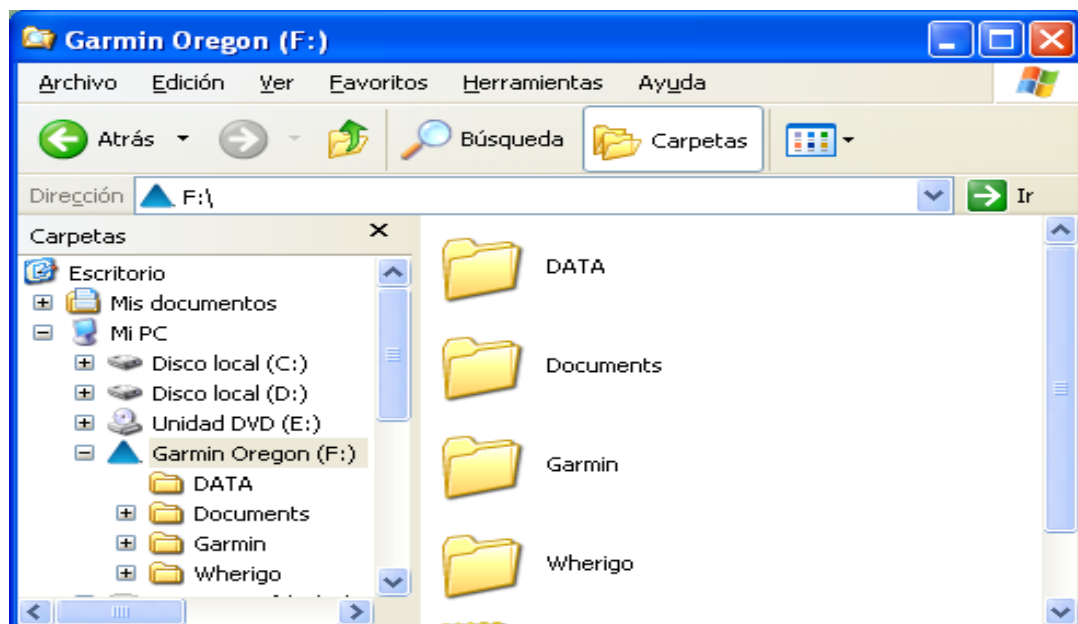 Garmin Oregon (F:)
Archivo Edición Ver Favoritos Herramientas Ayuda
Atrás Búsqueda Carpetas
Dirección F:\ Ir
Carpetas
Escritorio
Mis documentos
Mi PC
Disco local (C:)
Disco local (D:)
Unidad DVD (E:)
Garmin Oregon (F:)
DATA
Documents
Garmin
Wherigo
DATA
Documents
Garmin
Wherigo